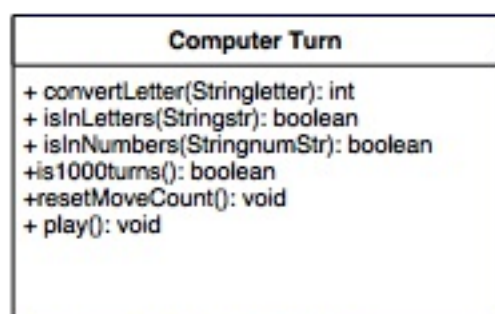 Computer Turn
+ convertLetter(Stringletter): int
+ isInLetters(Stringstr): boolean
+ isInNumbers(StringnumStr): boolean
+is1000turns(): boolean
+resetMoveCount(): void
+ play(): void